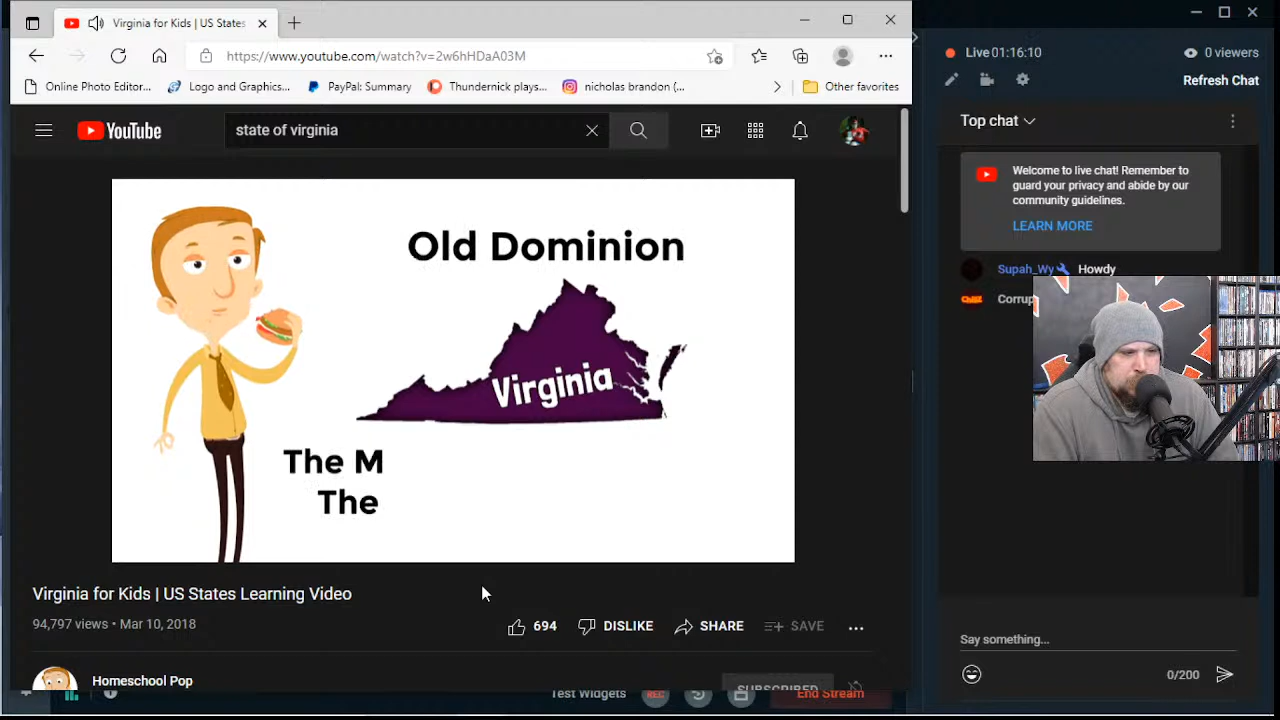 Virginia for Kids | US States
https://www.youtube.com/watch?v=2w6hHDaA03M
Online Photo Editor...
Logo and Graphics...
PayPal: Summary
Thundernick plays...
nicholas brandon (...
Other favorites
YouTube
state of virginia
Old Dominion
Virginia
The M
The
Virginia for Kids | US States Learning Video
94,797 views • Mar 10, 2018
694
DISLIKE
SHARE
SAVE
Homeschool Pop
SUBSCRIBED
Test Widgets
REC
End Stream
Live 01:16:10
0 viewers
Refresh Chat
Top chat
Welcome to live chat! Remember to
guard your privacy and abide by our
community guidelines.
LEARN MORE
Supah_Wy
Howdy
Corrup
Say something...
0/200